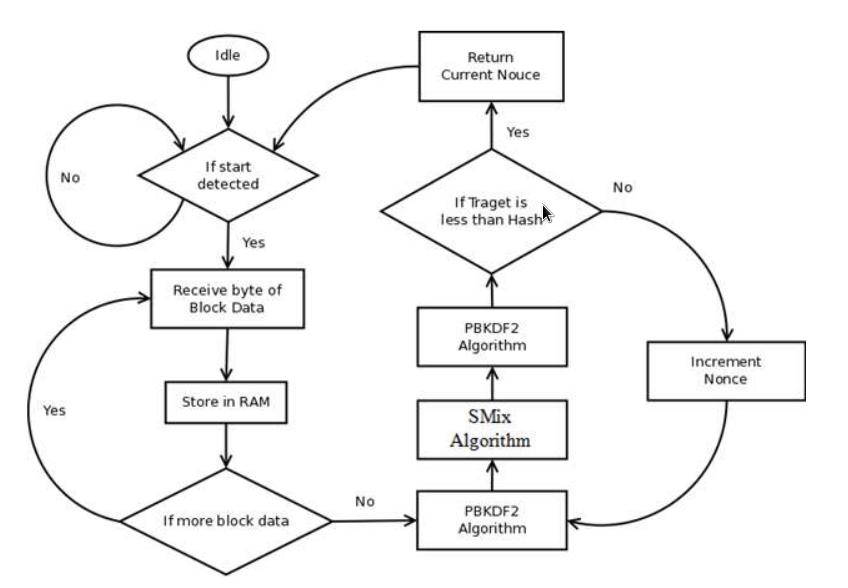 Idle
If start
detected
No
Yes
Receive byte of
Block Data
Store in RAM
If more block data
Yes
No
PBKDF2
Algorithm
SMix
Algorithm
PBKDF2
Algorithm
If Traget is
less than Hash
Yes
Return
Current Nouce
No
Increment
Nonce